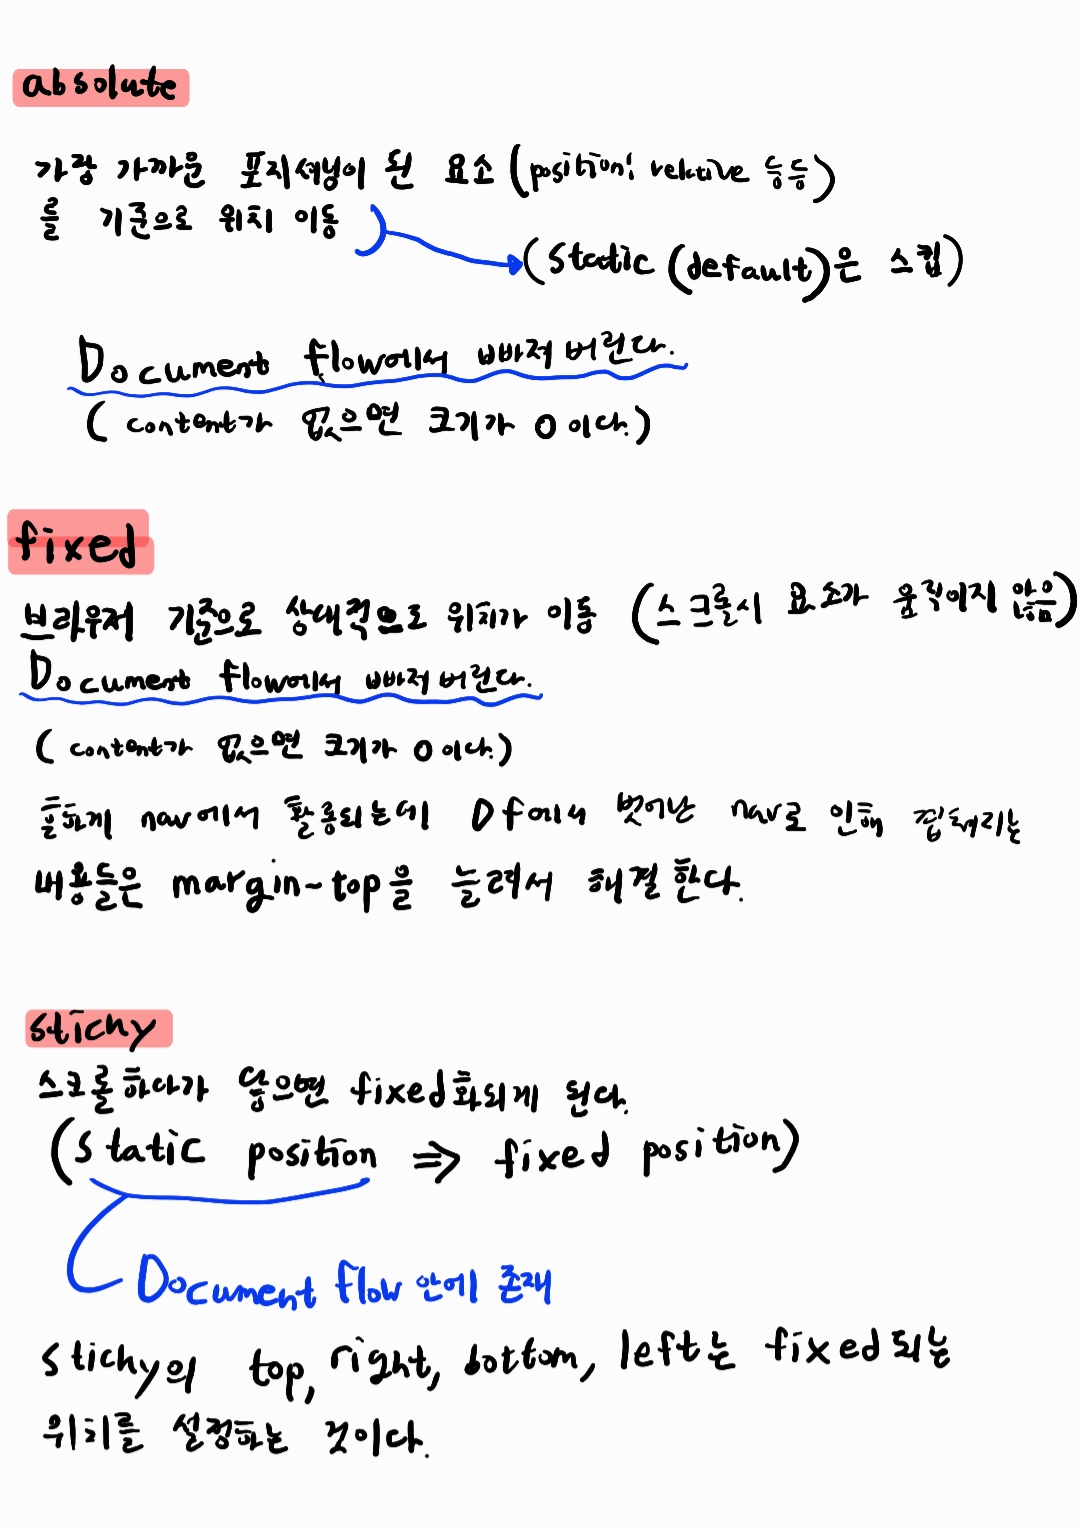 absolute
가장 가까운 포지셔닝이 된 요소 (position: relative 등등)
를 기준으로 위치 이동
(static (default)은 스킵)
Document flow에서 빠져버린다.
(content가 없으면 크기가 0이다.)
fixed
브라우저 기준으로 상대적으로 위치가 이동 (스크롤시 요소가 움직이지 않음)
Document flow에서 빠져버린다.
(content가 없으면 크기가 0이다.)
흔하게 nav에서 활용되는데 DF에서 벗어난 nav로 인해 겹쳐지는
내용들은 margin-top을 늘려서 해결한다.
stichy
스크롤하다가 닿으면 fixed화되게 된다.
(static position ⇒ fixed position)
Document flow 안에 존재
stichy의 top, right, bottom, left는 fixed되는
위치를 설정하는 것이다.